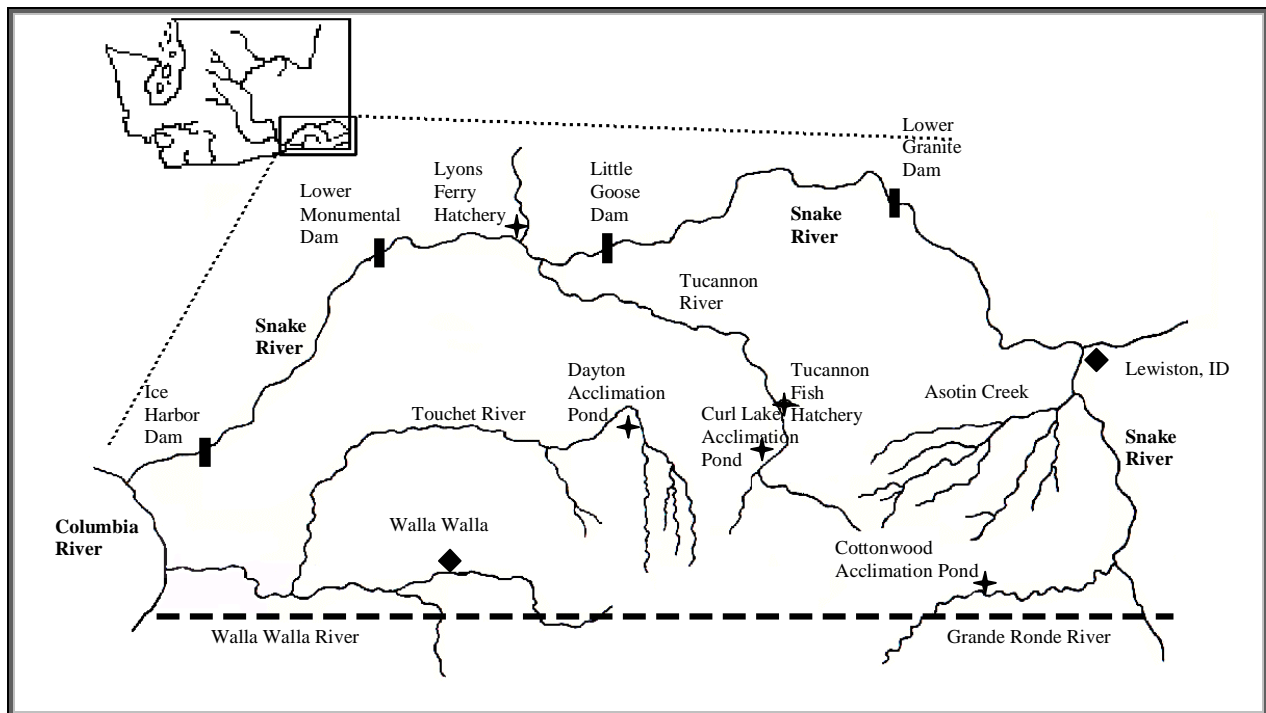 Lower
Granite
Dam
Lyons
Ferry
Hatchery
Little
Goose
Dam
Lower
Monumental
Dam
Snake
River
Tucannon
River
Snake
River
Dayton
Acclimation
Pond
Tucannon
Fish
Hatchery
Lewiston, ID
Ice
Harbor
Dam
Touchet River
Curl Lake
Acclimation
Pond
Asotin Creek
Snake
River
Columbia
River
Walla Walla
Cottonwood
Acclimation Pond
Walla Walla River
Grande Ronde River